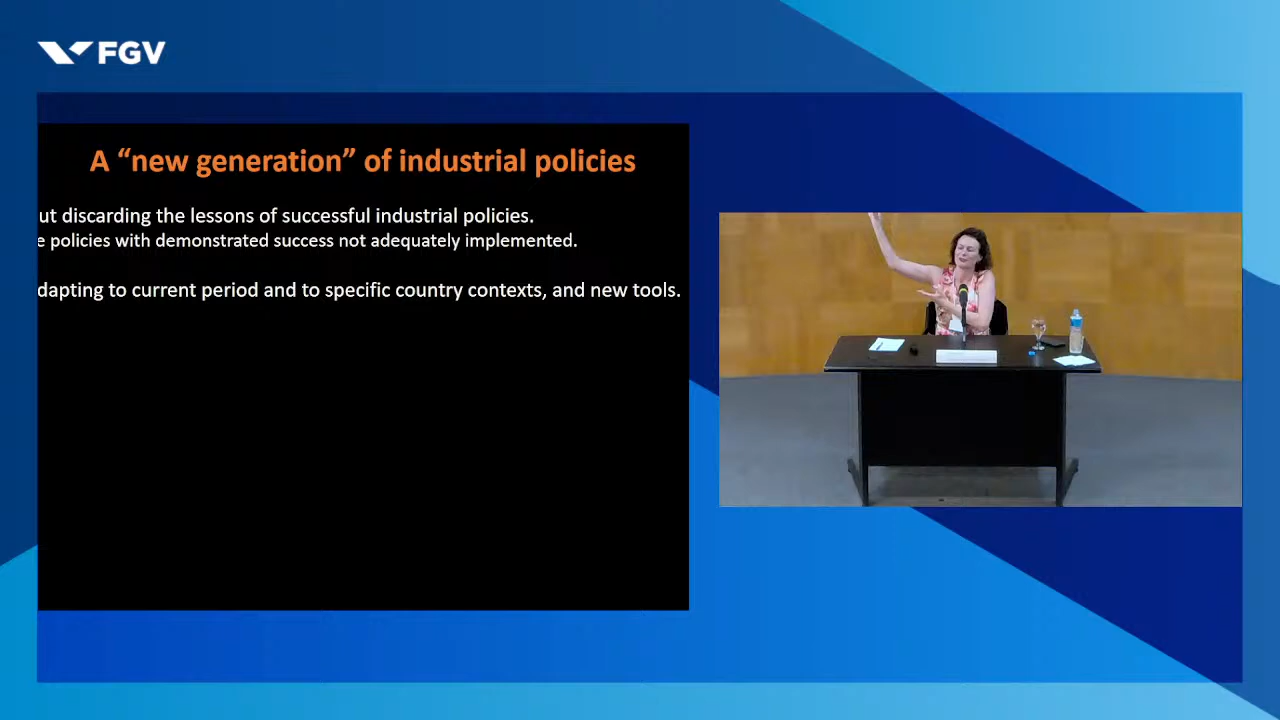 FGV
A “new generation” of industrial policies
ut discarding the lessons of successful industrial policies.
e policies with demonstrated success not adequately implemented.
dapting to current period and to specific country contexts, and new tools.